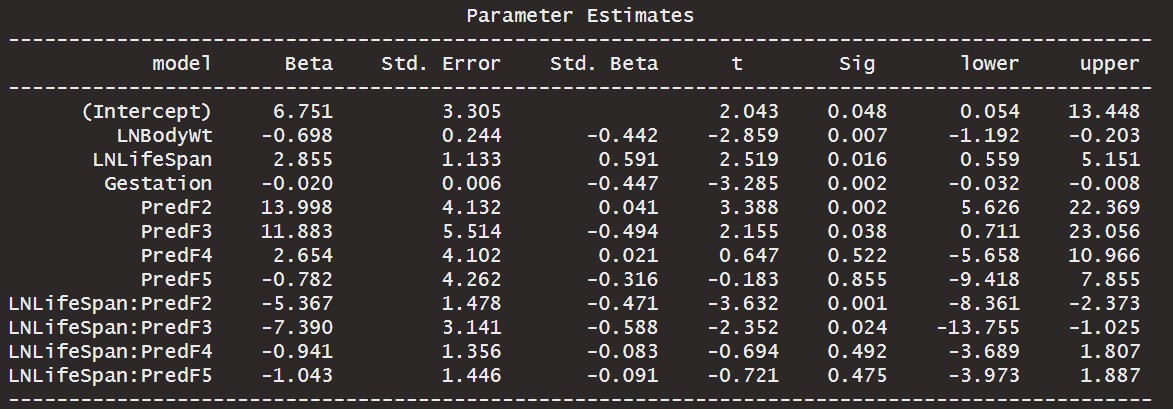 Parameter Estimates
model Beta Std. Error Std. Beta t Sig lower upper
(Intercept) 6.751 3.305 2.043 0.048 0.054 13.448
LNBodyWt -0.698 0.244 -0.442 -2.859 0.007 -1.192 -0.203
LNLifeSpan 2.855 1.133 0.591 2.519 0.016 0.559 5.151
Gestation -0.020 0.006 -0.447 -3.285 0.002 -0.032 -0.008
PredF2 13.998 4.132 0.041 3.388 0.002 5.626 22.369
PredF3 11.883 5.514 -0.494 2.155 0.038 0.711 23.056
PredF4 2.654 4.102 0.021 0.647 0.522 -5.658 10.966
PredF5 -0.782 4.262 -0.316 -0.183 0.855 -9.418 7.855
LNLifeSpan:PredF2 -5.367 1.478 -0.471 -3.632 0.001 -8.361 -2.373
LNLifeSpan:PredF3 -7.390 3.141 -0.588 -2.352 0.024 -13.755 -1.025
LNLifeSpan:PredF4 -0.941 1.356 -0.083 -0.694 0.492 -3.689 1.807
LNLifeSpan:PredF5 -1.043 1.446 -0.091 -0.721 0.475 -3.973 1.887